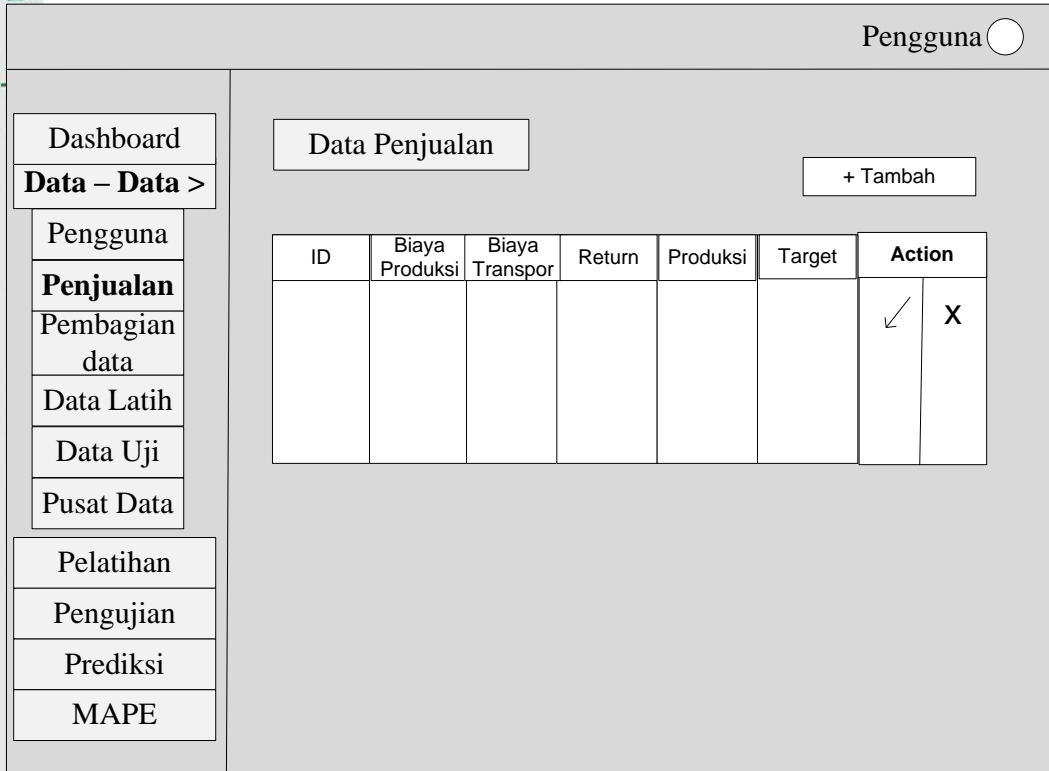 Pengguna
Dashboard
Data – Data >
Pengguna
Penjualan
Pembagian
data
Data Latih
Data Uji
Pusat Data
Pelatihan
Pengujian
Prediksi
MAPE
Data Penjualan
+ Tambah
ID
Biaya
Produksi
Biaya
Transpor
Return
Produksi
Target
Action
X